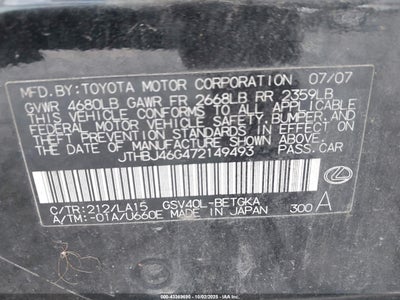 MFD.BY:TOYOTA MOTOR CORPORATION 07/07
GVWR 4680LB GAWR FR 2668LB RR 2359LB
THIS VEHICLE CONFORMS TO ALL APPLICABLE
FEDERAL MOTOR VEHICLE SAFETY, BUMPER, AND
THEFT PREVENTION STANDARDS IN EFFECT ON
THE DATE OF MANUFACTURE SHOWN ABOVE.
JTHBJ46G472149493 PASS.CAR
C/TR:212/LA15 GSV40L-BETGKA
A/TM:-01A/U660E MADE IN JAPAN 300 A
000-43369695 - 10/02/2025 - IAAI.COM